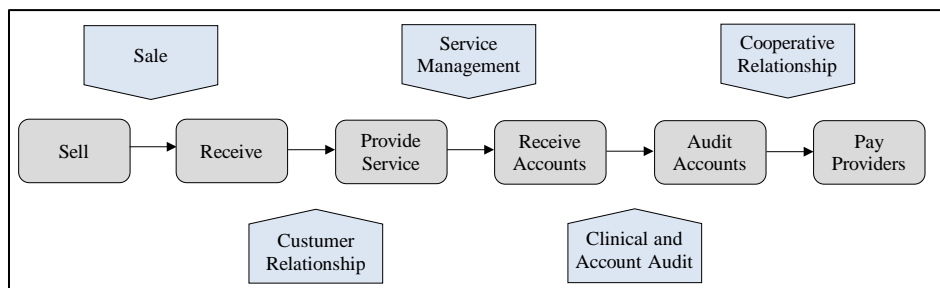 Sale
Service
Management
Cooperative
Relationship
Sell
Receive
Provide
Service
Receive
Accounts
Audit
Accounts
Pay
Providers
Custumer
Relationship
Clinical and
Account Audit